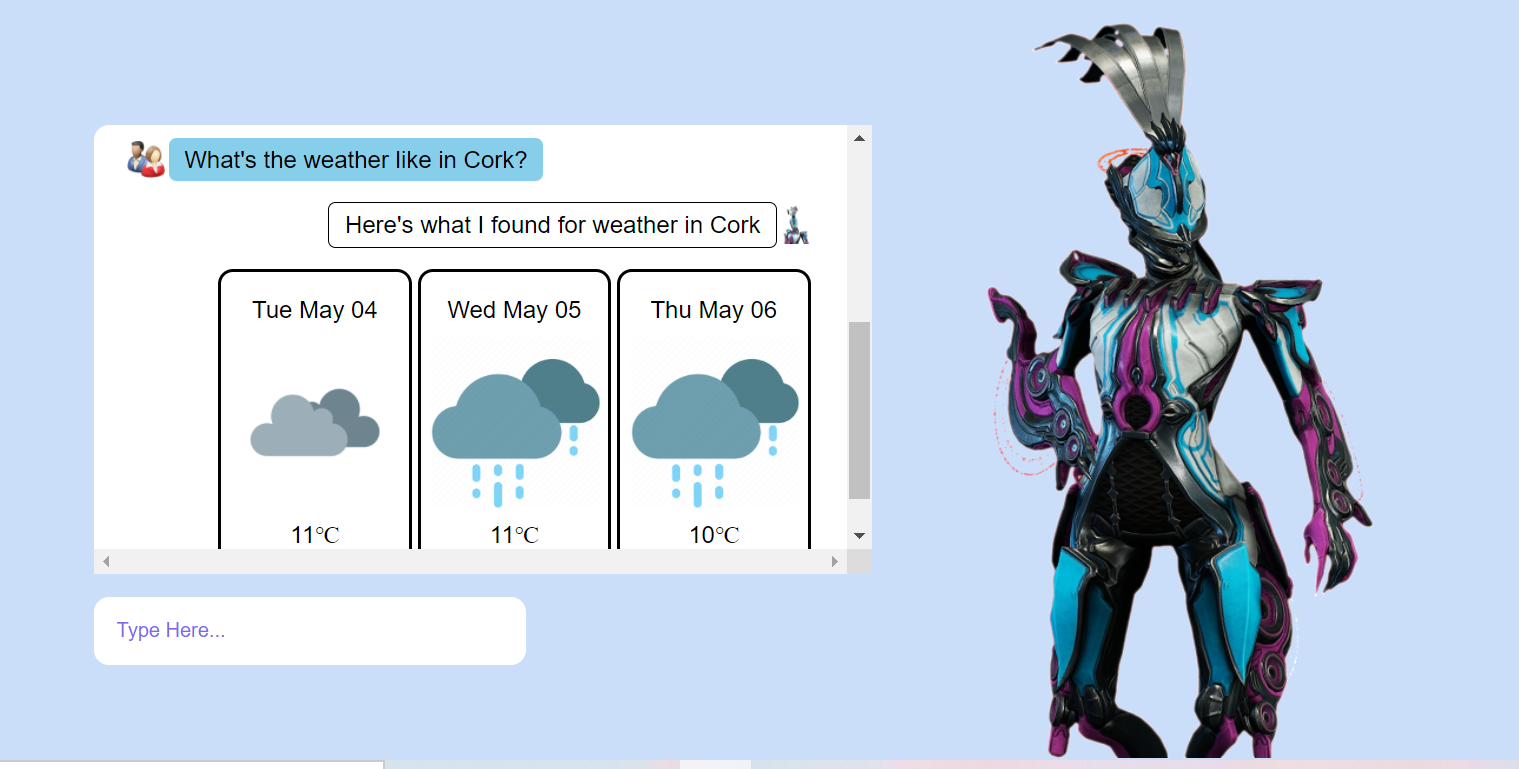 What's the weather like in Cork?
Here's what I found for weather in Cork
Tue May 04
Wed May 05
Thu May 06
11℃
11℃
10℃
Type Here...